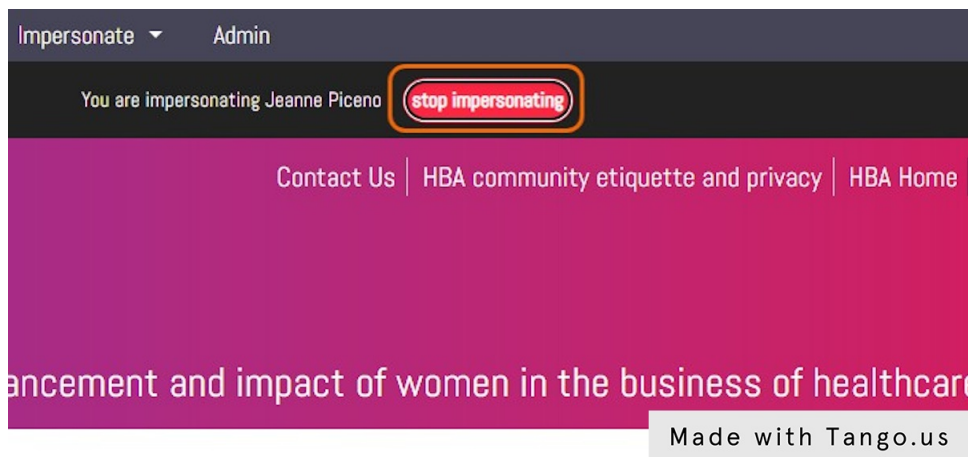 Impersonate Admin
You are impersonating Jeanne Piceno stop impersonating
Contact Us HBA community etiquette and privacy HBA Home
ancement and impact of women in the business of healthcare
Made with Tango.us